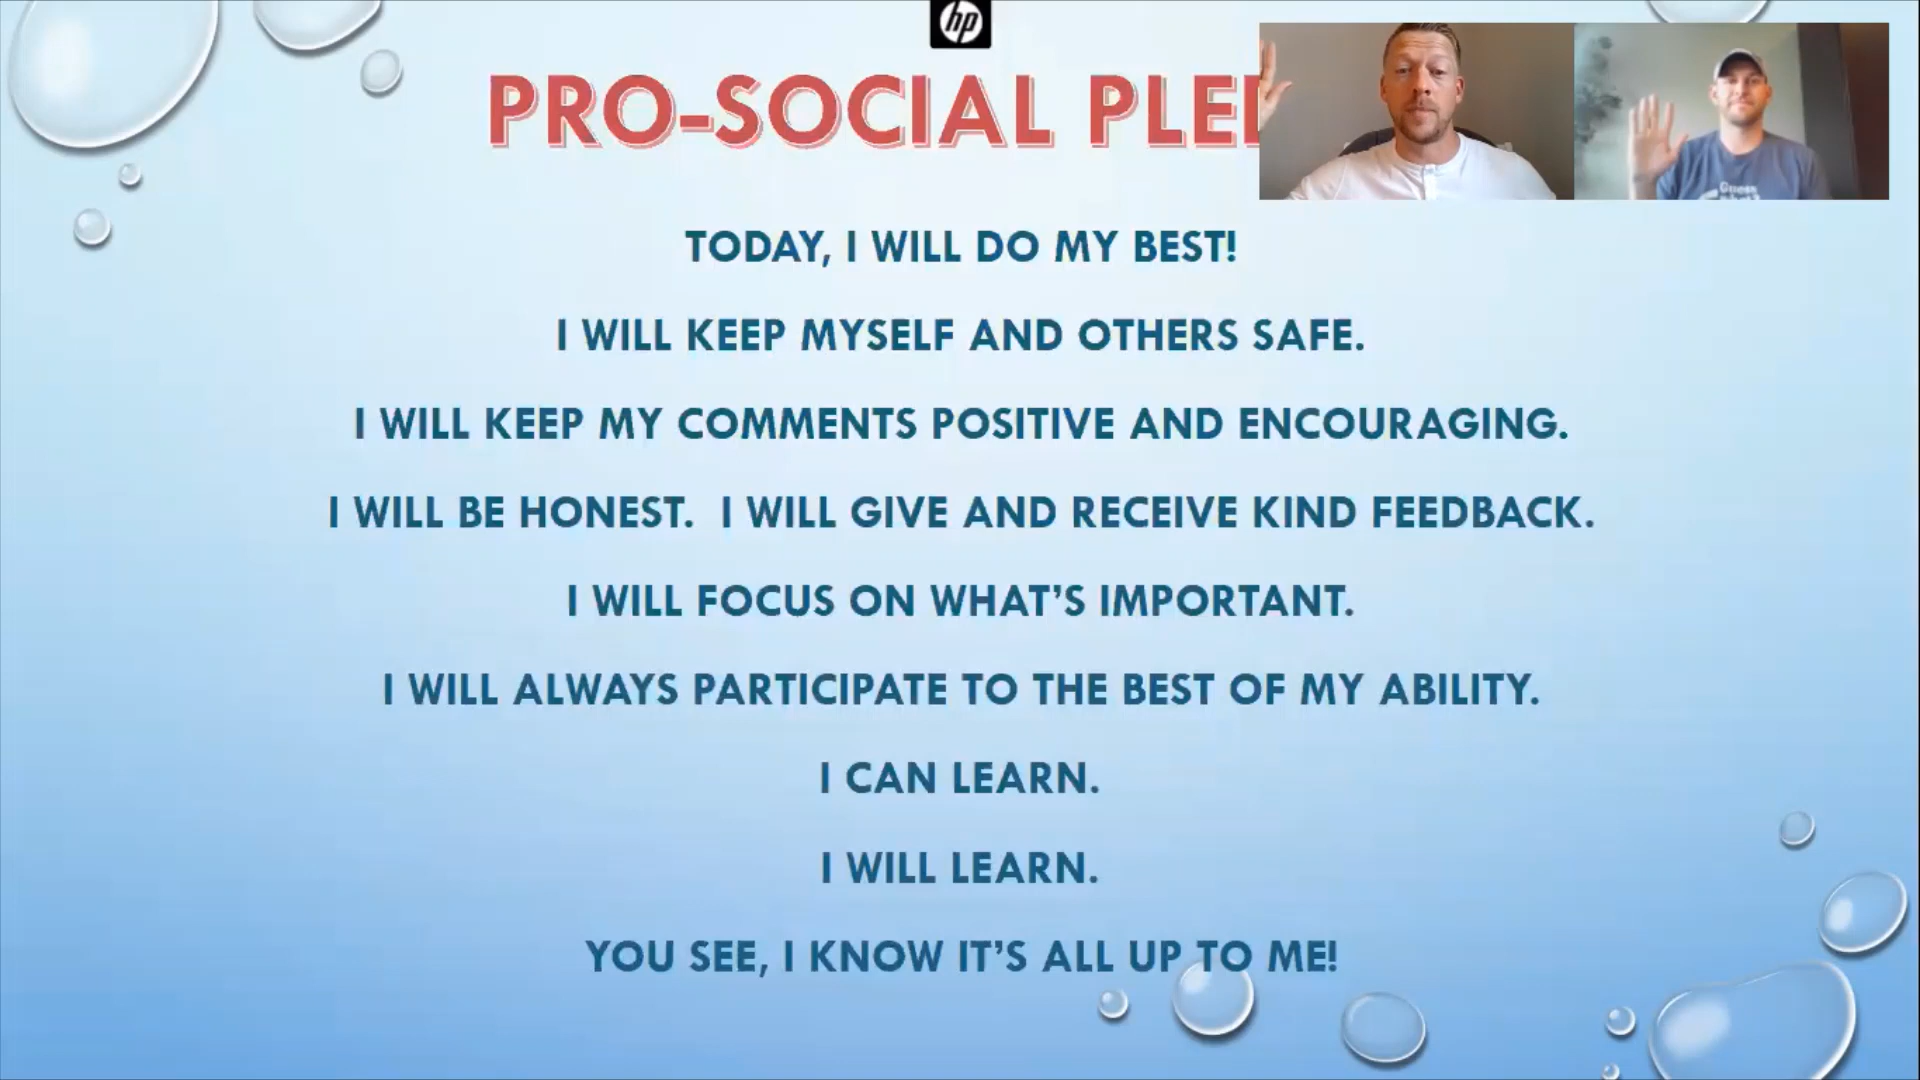 hp
PRO-SOCIAL PLED
TODAY, I WILL DO MY BEST!
I WILL KEEP MYSELF AND OTHERS SAFE.
I WILL KEEP MY COMMENTS POSITIVE AND ENCOURAGING.
I WILL BE HONEST.  I WILL GIVE AND RECEIVE KIND FEEDBACK.
I WILL FOCUS ON WHAT'S IMPORTANT.
I WILL ALWAYS PARTICIPATE TO THE BEST OF MY ABILITY.
I CAN LEARN.
I WILL LEARN.
YOU SEE, I KNOW IT'S ALL UP TO ME!
Guess